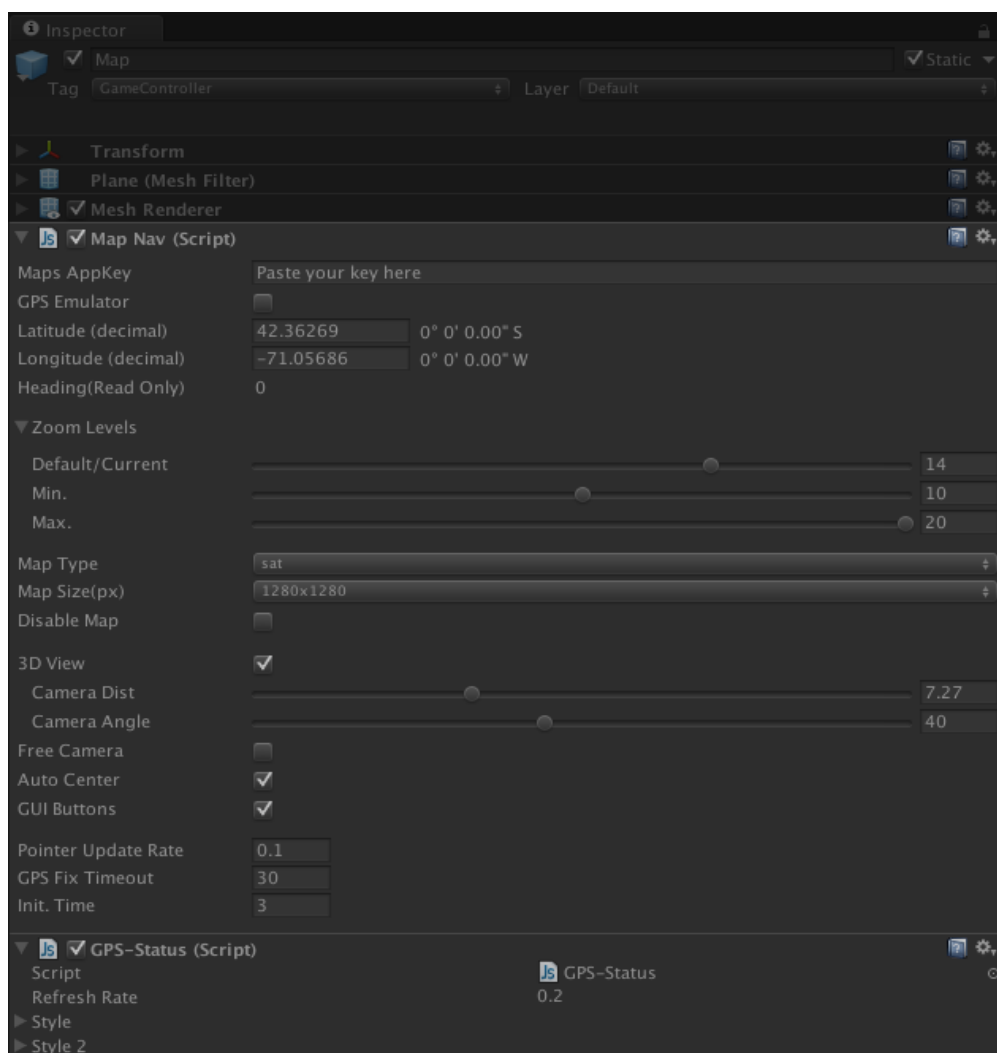 Inspector
Map Static
Tag GameController Layer Default
Transform
Plane (Mesh Filter)
Mesh Renderer
Map Nav (Script)
Maps AppKey Paste your key here
GPS Emulator
Latitude (decimal) 42.36269 0° 0' 0.00" S
Longitude (decimal) -71.05686 0° 0' 0.00" W
Heading(Read Only) 0
Zoom Levels
Default/Current 14
Min. 10
Max. 20
Map Type sat
Map Size(px) 1280x1280
Disable Map
3D View
Camera Dist 7.27
Camera Angle 40
Free Camera
Auto Center
GUI Buttons
Pointer Update Rate 0.1
GPS Fix Timeout 30
Init. Time 3
Js GPS-Status (Script)
Script Js GPS-Status
Refresh Rate 0.2
Style
Style 2